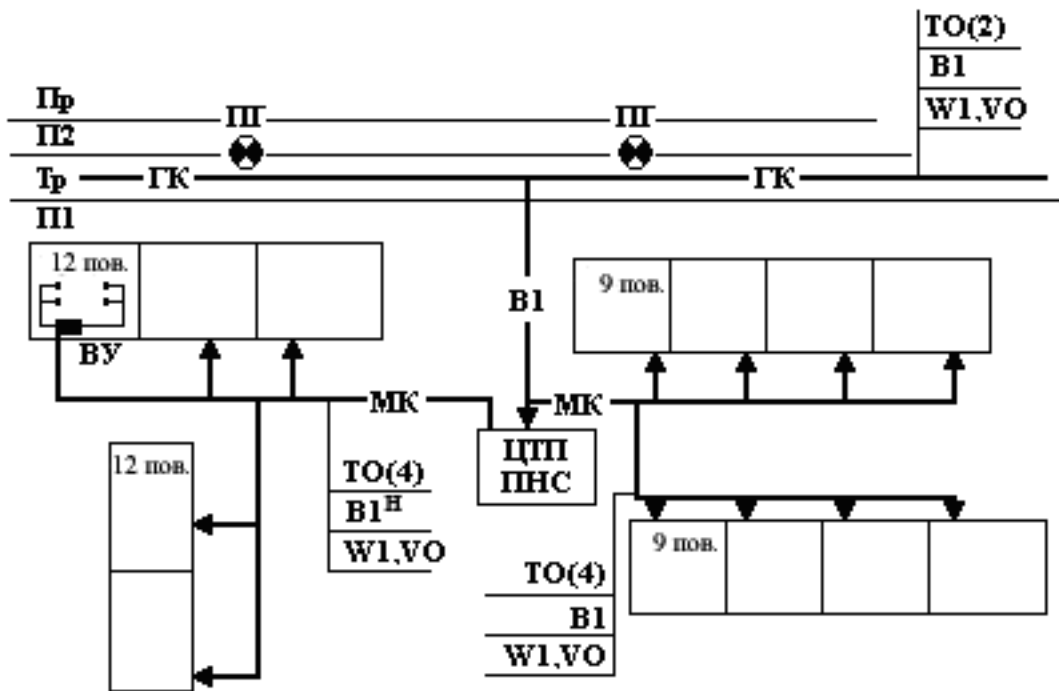 ТО(2)
В1
W1,VO
Пр
ПГ
ПГ
П2
Тр
ГК
ГК
П1
12 пов.
9 пов.
В1
ВУ
МК
МК
ЦТП
ПНС
12 пов.
ТО(4)
В1Н
W1,VO
9 пов.
ТО(4)
В1
W1,VO